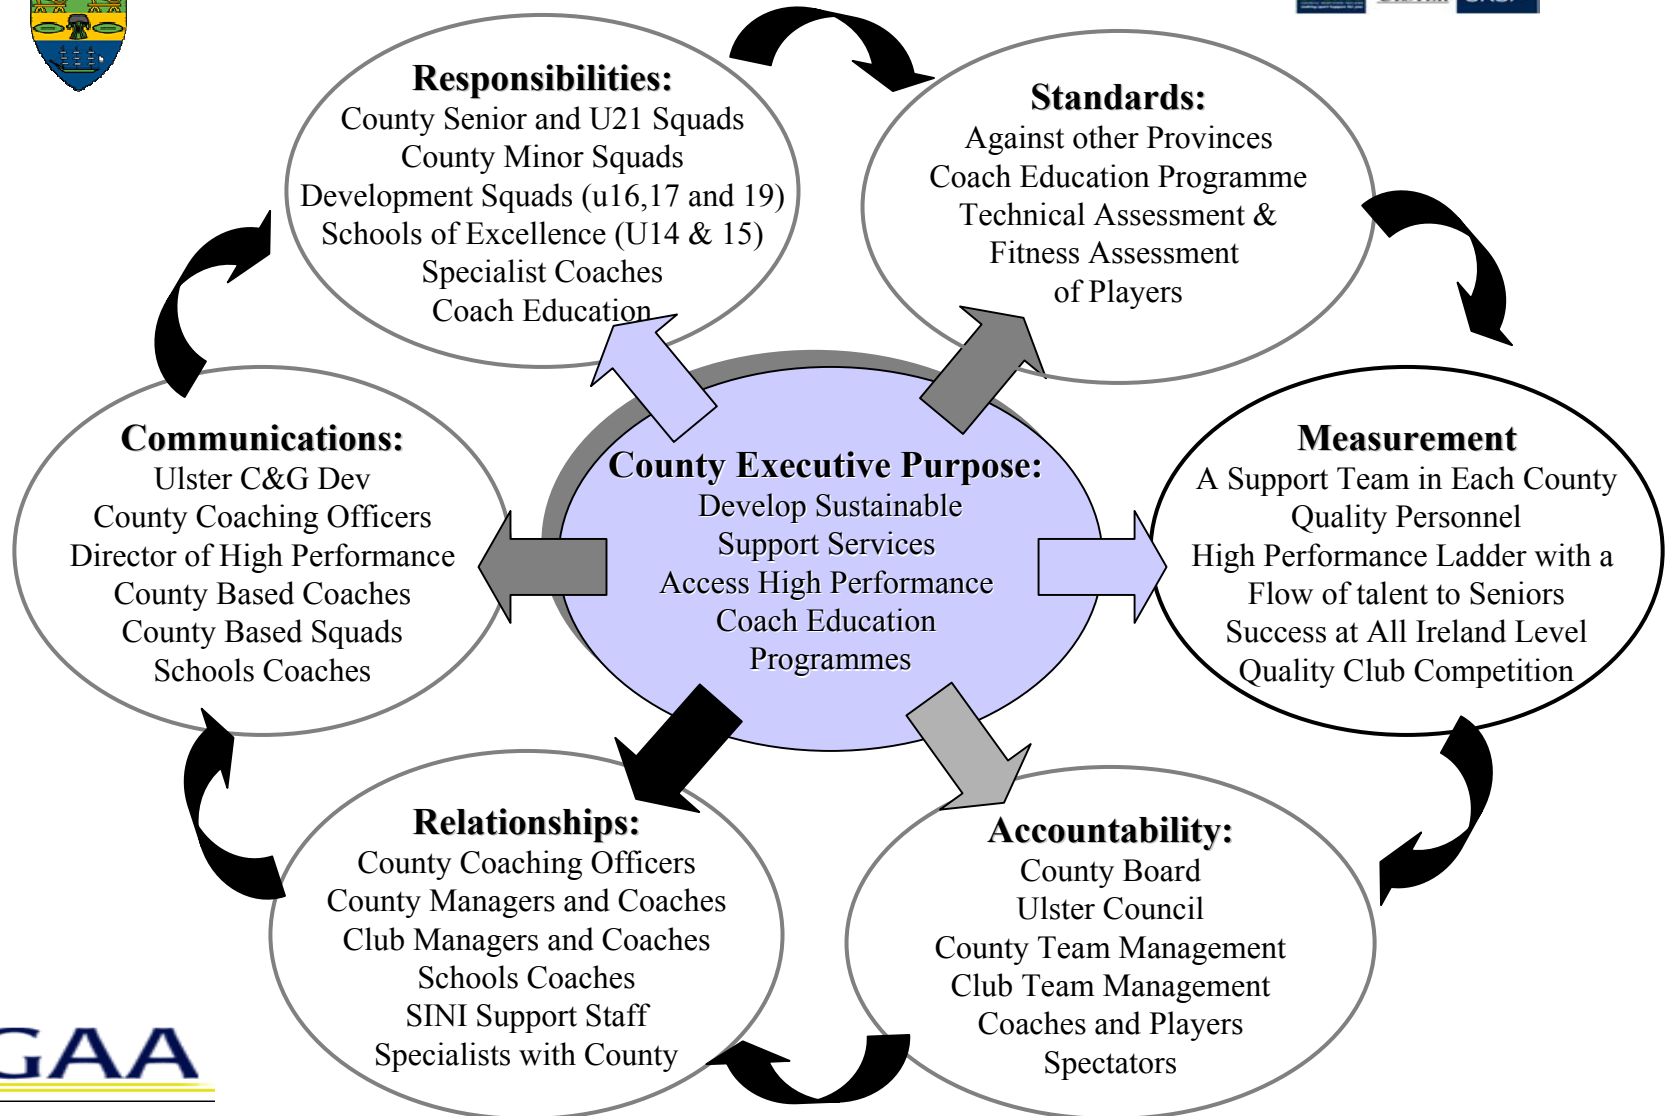 Responsibilities:
County Senior and U21 Squads
County Minor Squads
Development Squads (u16,17 and 19)
Schools of Excellence (U14 & 15)
Specialist Coaches
Coach Education
Standards:
Against other Provinces
Coach Education Programme
Technical Assessment &
Fitness Assessment
of Players
Communications:
Ulster C&G Dev
County Coaching Officers
Director of High Performance
County Based Coaches
County Based Squads
Schools Coaches
County Executive Purpose:
Develop Sustainable
Support Services
Access High Performance
Coach Education
Programmes
Measurement
A Support Team in Each County
Quality Personnel
High Performance Ladder with a
Flow of talent to Seniors
Success at All Ireland Level
Quality Club Competition
Relationships:
County Coaching Officers
County Managers and Coaches
Club Managers and Coaches
Schools Coaches
SINI Support Staff
Specialists with County
Accountability:
County Board
Ulster Council
County Team Management
Club Team Management
Coaches and Players
Spectators
GAA